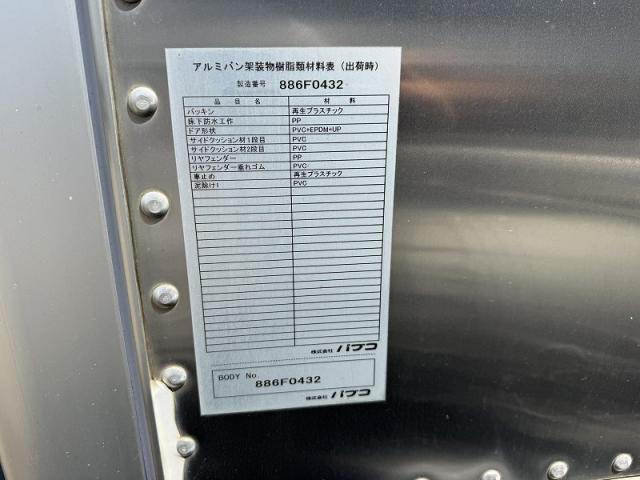 アルミバン架装物樹脂類材料表（出荷時）
製造番号 886F0432
品目名 材料
パッキン 再生プラスチック
床下防水工作 PP
ドア形状 PVC+EPDM+UP
サイドクッション材1段目 PVC
サイドクッション材2段目 PVC
リヤフェンダー PP
リヤフェンダー垂れゴム PVC
車止め 再生プラスチック
泥除け1 PVC
株式会社 パブコ
BODY No. 886F0432
株式会社 パブコ